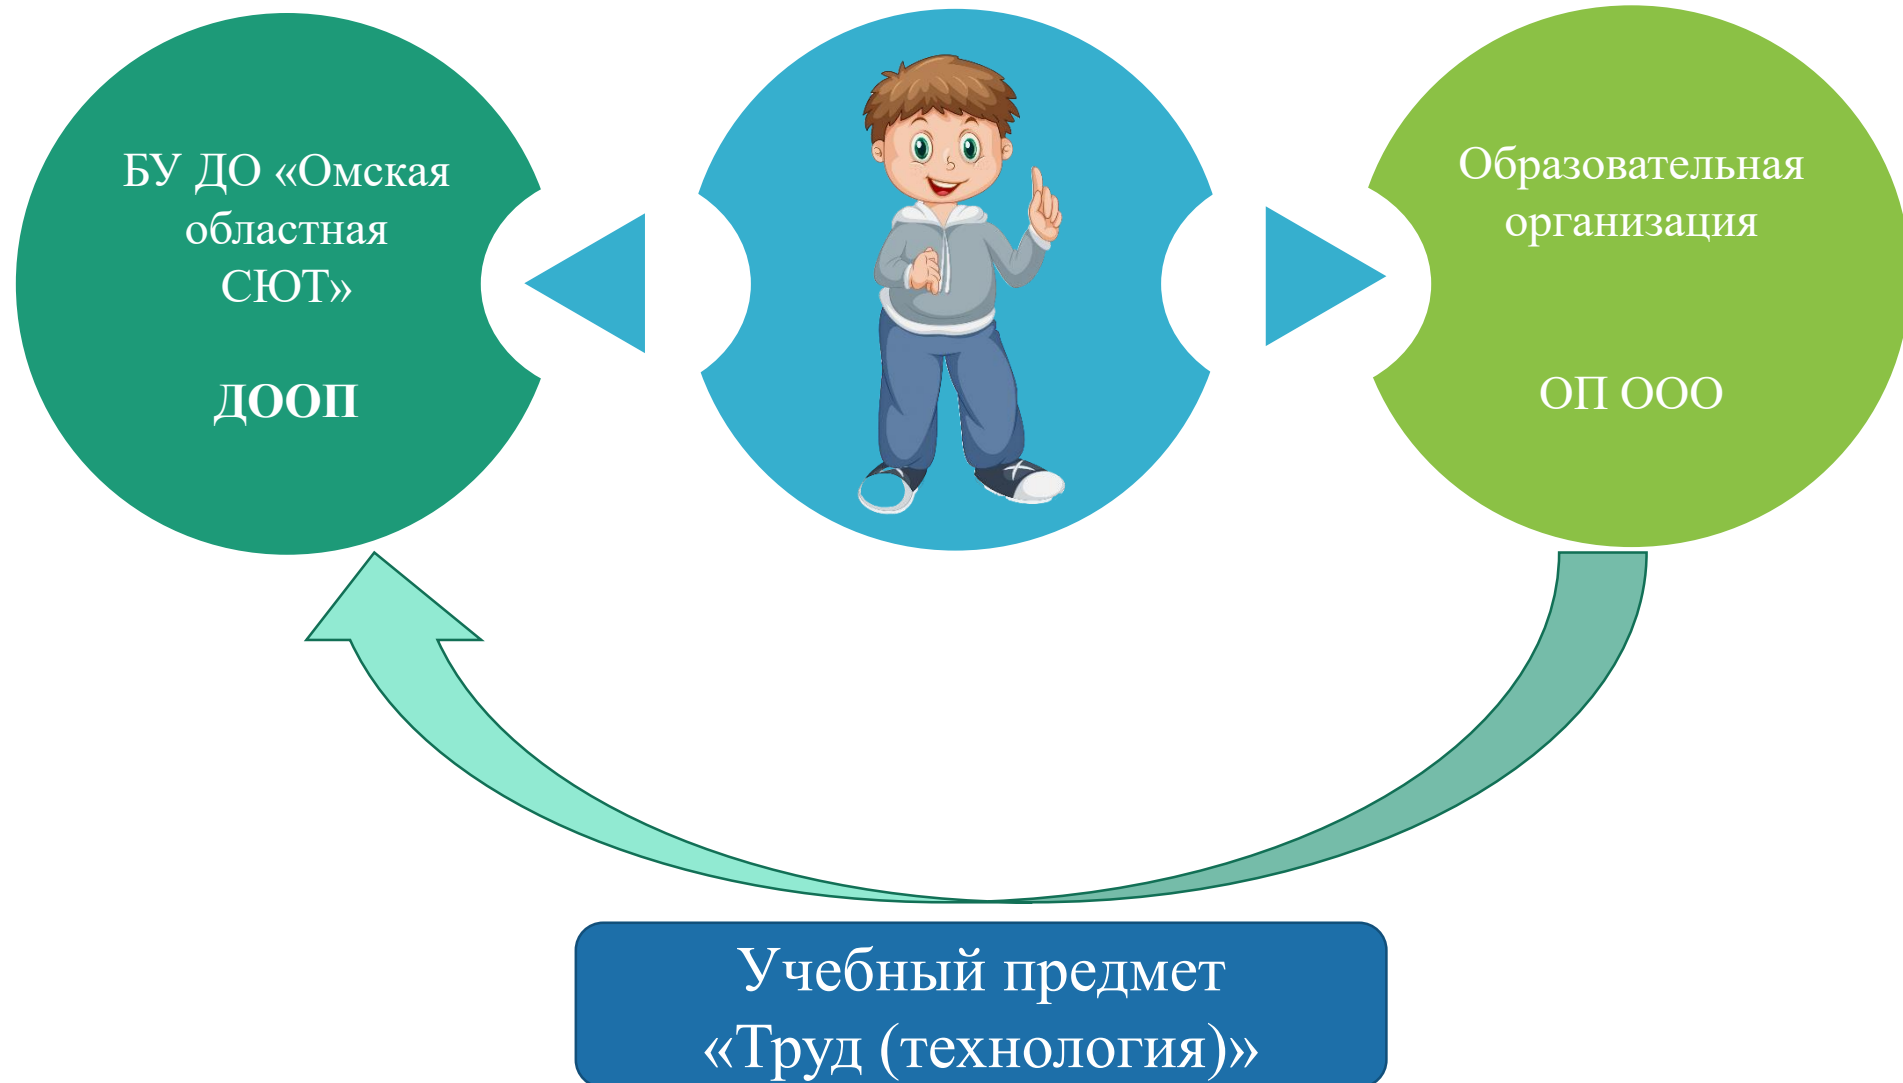 БУ ДО «Омская
областная
СЮТ»
ДООП
Образовательная
организация
ОП ООО
Учебный предмет
«Труд (технология)»